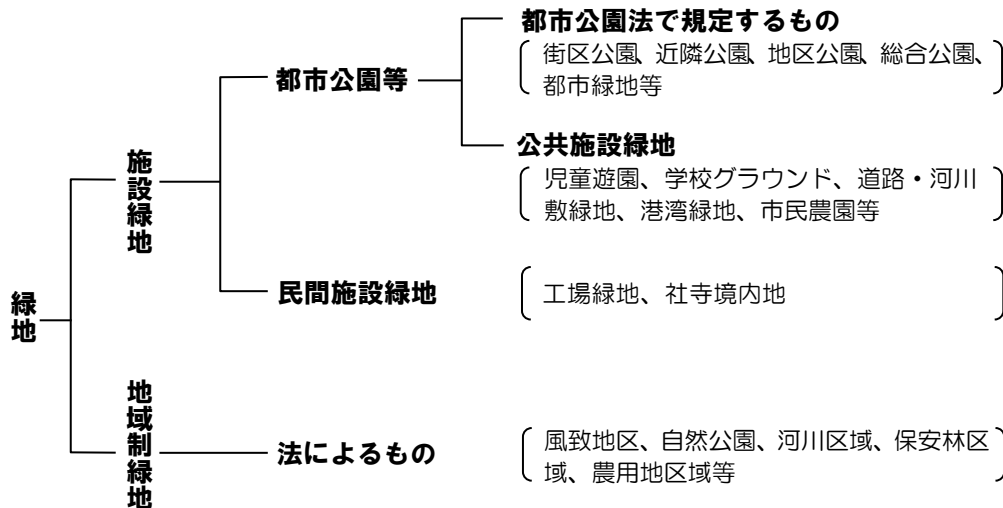 都市公園法で規定するもの
街区公園、近隣公園、地区公園、総合公園、
都市緑地等
都市公園等
公共施設緑地
児童遊園、学校グラウンド、道路・河川
敷緑地、港湾緑地、市民農園等
施設緑地
民間施設緑地
工場緑地、社寺境内地
緑地
地域制緑地
法によるもの
風致地区、自然公園、河川区域、保安林区
域、農用地区域等